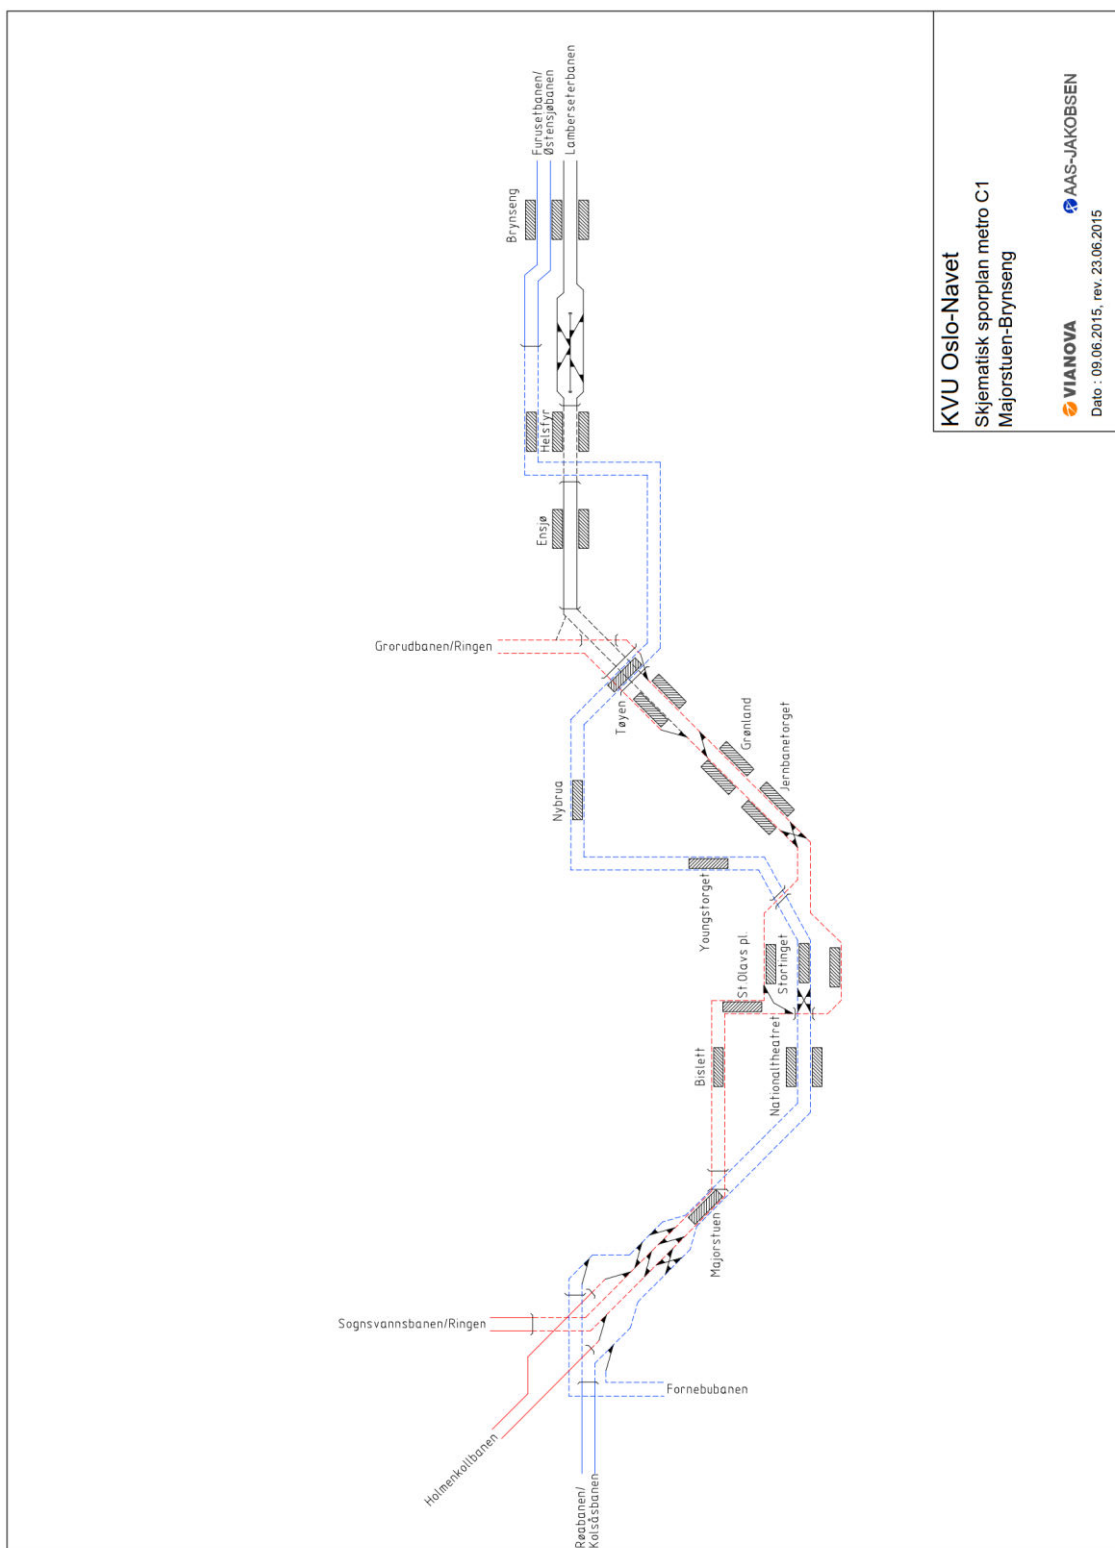 Furusetbanen/
Østensjøbanen
Lamberseterbanen
Brynseng
Helsfyr
Ensjø
Grorudbanen/Ringen
Tøyen
Grønland
Jernbanetorget
Nybrua
Youngstorget
St.Olavs pl.
Stortinget
Nationaltheatret
Bislett
Majorstuen
Sognsvannsbanen/Ringen
Fornebubanen
Holmenkollbanen
Røabanen/
Kolsåsbanen
KVU Oslo-Navet
Skjematisk sporplan metro C1
Majorstuen-Brynseng
VIANOVA
AAS-JAKOBSEN
Dato : 09.06.2015, rev. 23.06.2015